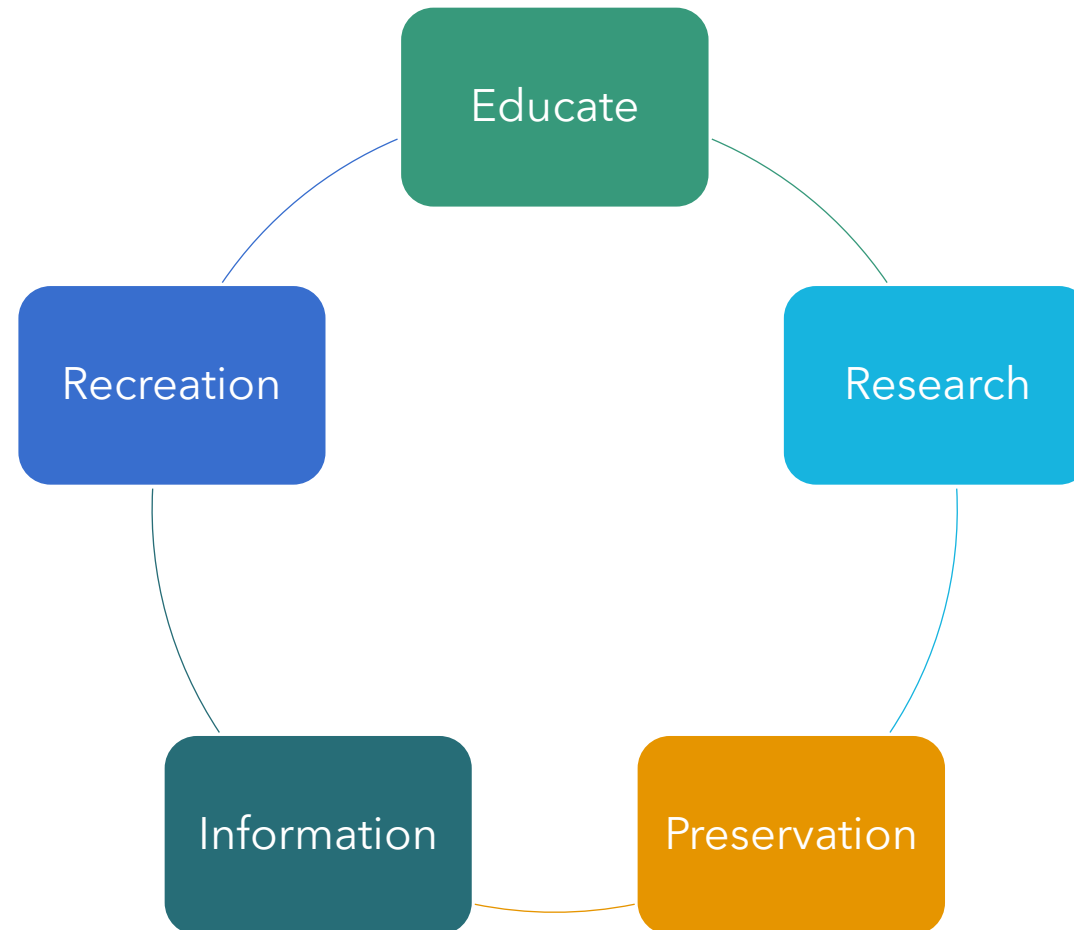 Educate
Research
Preservation
Information
Recreation